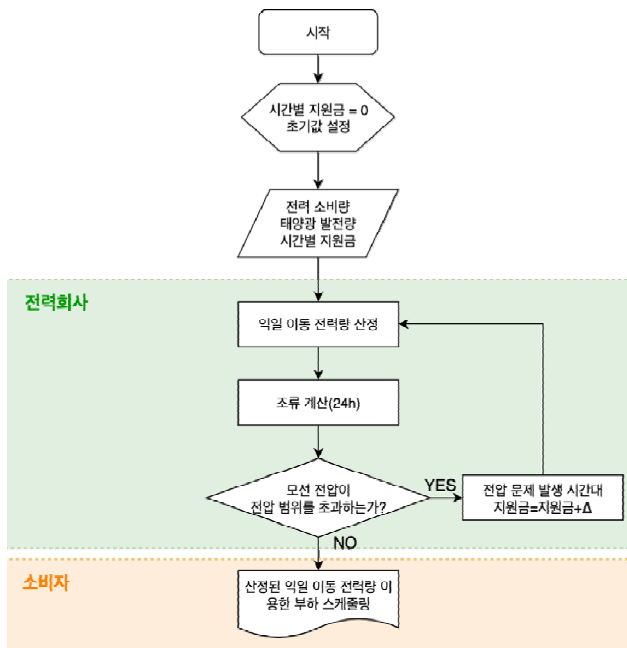 시작
시간별 지원금 = 0
초기값 설정
전력 소비량
태양광 발전량
시간별 지원금
전력회사
익일 이동 전력량 산정
조류 계산(24h)
모선 전압이
전압 범위를 초과하는가?
YES
전압 문제 발생 시간대
지원금=지원금+Δ
NO
소비자
산정된 익일 이동 전력량 이
용한 부하 스케줄링